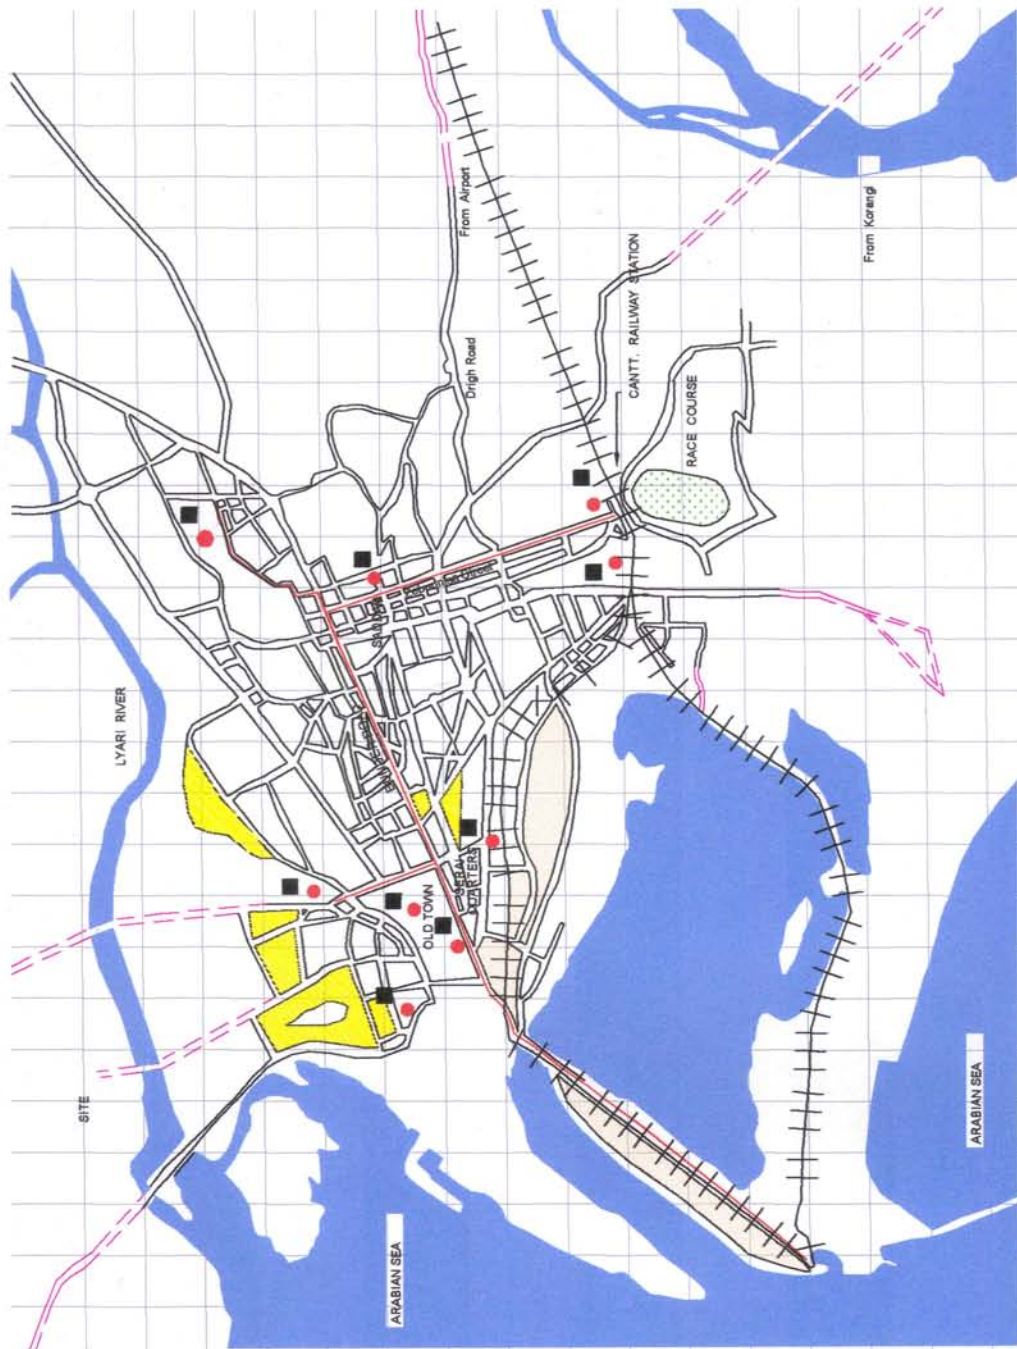 From Airport
Drigh Road
CANTT. RAILWAY STATION
From Korangi
RACE COURSE
LYARI RIVER
OLD TOWN
SERAI
QUARTERS
SITE
ARABIAN SEA
ARABIAN SEA